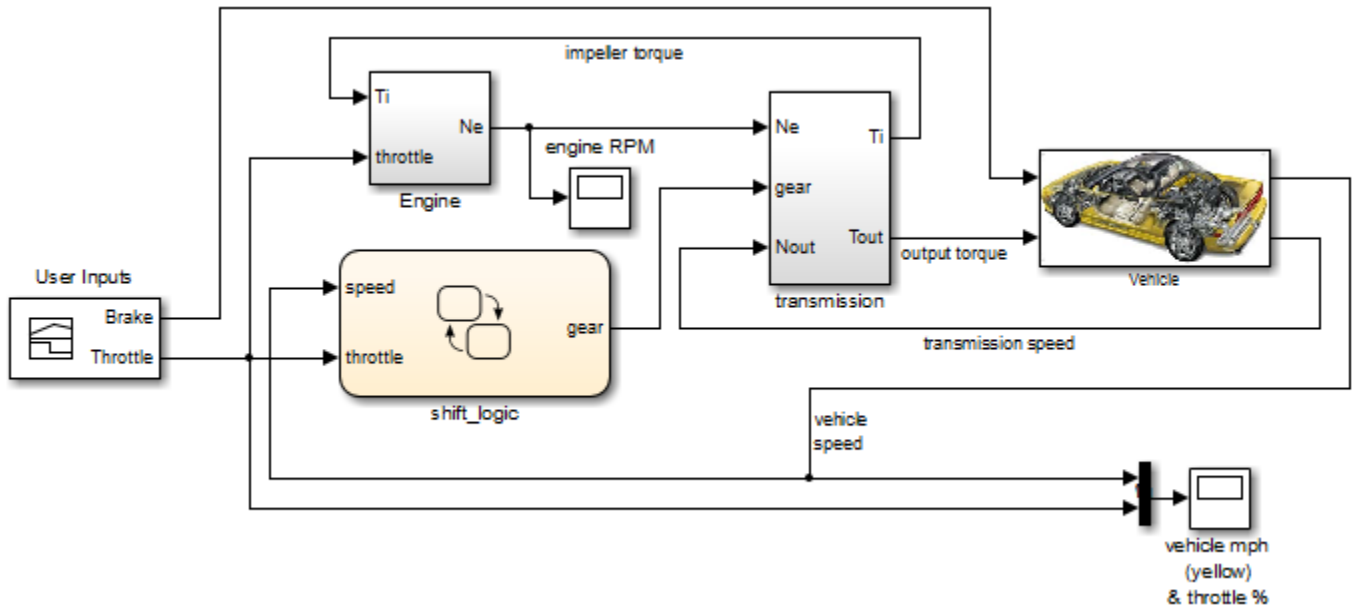 impeller torque
Ti
Ne
throttle
Engine
engine RPM
Ne
Ti
gear
Nout
Tout
transmission
output torque
Vehicle
transmission speed
User Inputs
Brake
Throttle
speed
throttle
gear
shift_logic
vehicle
speed
vehicle mph
(yellow)
& throttle %